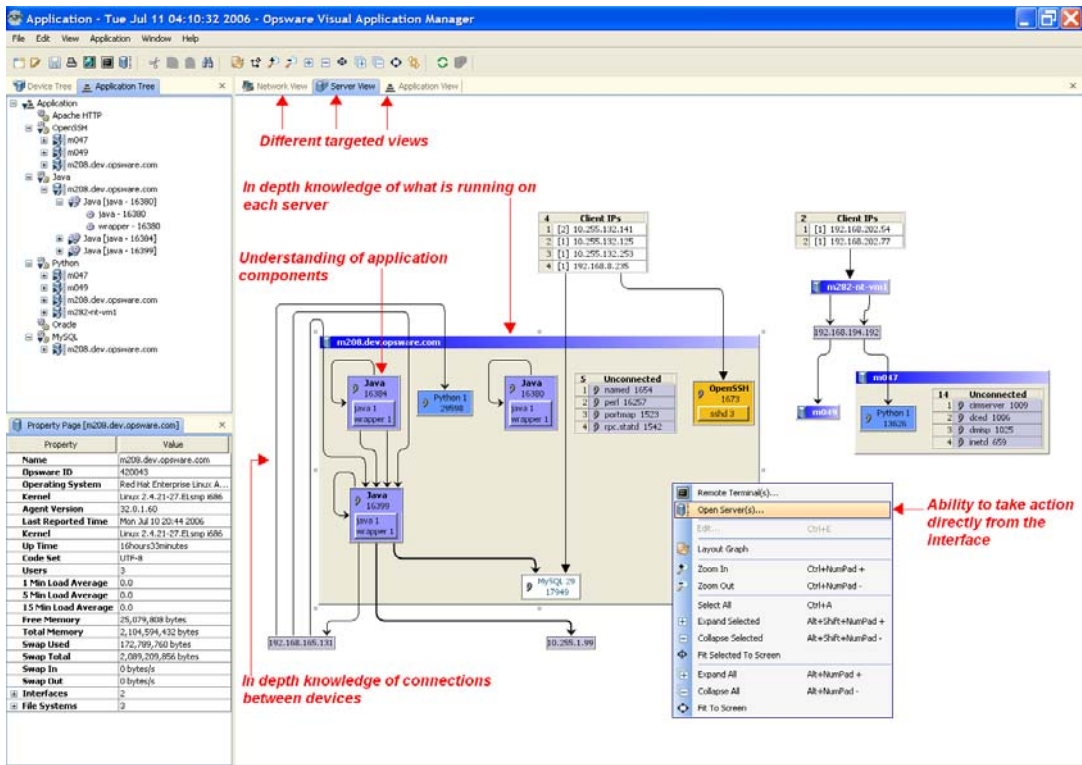 Application - Tue Jul 11 04:10:32 2006 - Opsware Visual Application Manager
File Edit View Application Window Help
Device Tree Application Tree
Application
Apache HTTP
OpenSSH
m047
m049
m208.dev.opsware.com
Java
m208.dev.opsware.com
Java [java - 16380]
java - 16380
wrapper - 16380
Java [java - 16384]
Java [java - 16399]
Python
m047
m049
m208.dev.opsware.com
m282-nt-vm1
Oracle
MySQL
m208.dev.opsware.com
Property Page [m208.dev.opsware.com]
Property Value
Name m208.dev.opsware.com
Opsware ID 420043
Operating System Red Hat Enterprise Linux A...
Kernel Linux 2.4.21-27.ELsmp i686
Agent Version 32.0.1.60
Last Reported Time Mon Jul 10 20:44 2006
Kernel Linux 2.4.21-27.ELsmp i686
Up Time 16hours33minutes
Code Set UTF-8
Users 3
1 Min Load Average 0.0
5 Min Load Average 0.0
15 Min Load Average 0.0
Free Memory 25,079,808 bytes
Total Memory 2,104,594,432 bytes
Swap Used 172,789,760 bytes
Swap Total 2,089,209,856 bytes
Swap In 0 bytes/s
Swap Out 0 bytes/s
Interfaces 2
File Systems 3
Network View Server View Application View
Different targeted views
In depth knowledge of what is running on
each server
Understanding of application
components
4 Client IPs
1 [2] 10.255.132.141
2 [1] 10.255.132.125
3 [1] 10.255.132.253
4 [1] 192.168.8.235
2 Client IPs
1 [1] 192.168.202.54
2 [1] 192.168.202.77
m282-nt-vm1
192.168.194.192
m049
m047
Python 1
13626
14 Unconnected
1 cimserver 1009
2 dced 1006
3 dmisp 1025
4 inetd 659
m208.dev.opsware.com
Java
16384
java 1
wrapper 1
Python 1
29598
Java
16380
java 1
wrapper 1
5 Unconnected
1 named 1654
2 perl 16257
3 portmap 1523
4 rpc.statd 1542
OpenSSH
1673
sshd 3
Java
16399
java 1
wrapper 1
MySQL 29
17949
192.168.165.131
10.255.1.99
In depth knowledge of connections
between devices
Remote Terminal(s)...
Open Server(s)...
Edit... Ctrl+E
Layout Graph
Zoom In Ctrl+NumPad +
Zoom Out Ctrl+NumPad -
Select All Ctrl+A
Expand Selected Alt+Shift+NumPad +
Collapse Selected Alt+Shift+NumPad -
Fit Selected To Screen
Expand All Alt+NumPad +
Collapse All Alt+NumPad -
Fit To Screen
Ability to take action
directly from the
interface